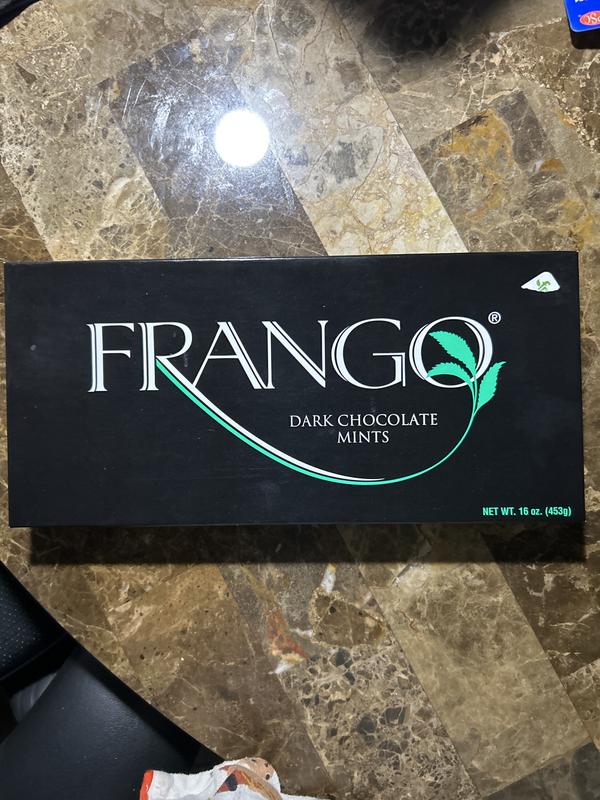 FRANGO®
DARK CHOCOLATE
MINTS
NET WT. 16 oz. (453g)